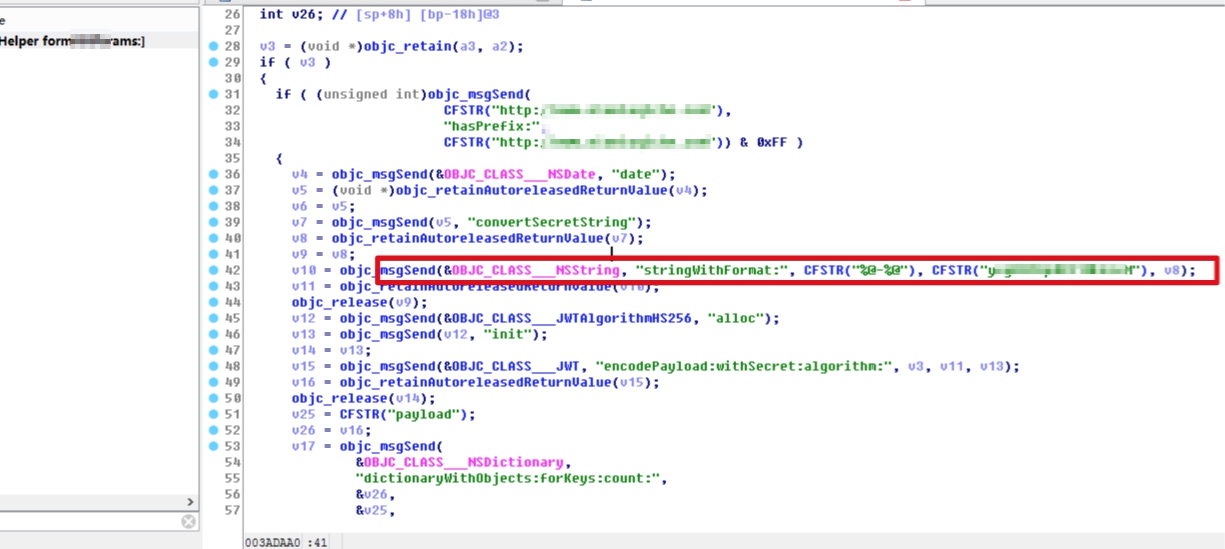 e
Helper form
rams:]
26 int v26; // [sp+8h] [bp-18h]@3
27
28 v3 = (void *)objc_retain(a3, a2);
29 if ( v3 )
30 {
31 if ( (unsigned int)objc_msgSend(
32 CFSTR("http:/ "),
33 "hasPrefix:"
34 CFSTR("http:/ ")) & 0xFF )
35 {
36 v4 = objc_msgSend(&OBJC_CLASS___NSDate, "date");
37 v5 = (void *)objc_retainAutoreleasedReturnValue(v4);
38 v6 = v5;
39 v7 = objc_msgSend(v5, "convertSecretString");
40 v8 = objc_retainAutoreleasedReturnValue(v7);
41 v9 = v8;
42 v10 = objc_msgSend(&OBJC_CLASS___NSString, "stringWithFormat:", CFSTR("%@-%@"), CFSTR("y M"), v8);
43 v11 = objc_retainAutoreleasedReturnValue(v10);
44 objc_release(v9);
45 v12 = objc_msgSend(&OBJC_CLASS___JWTAlgorithmHS256, "alloc");
46 v13 = objc_msgSend(v12, "init");
47 v14 = v13;
48 v15 = objc_msgSend(&OBJC_CLASS___JWT, "encodePayload:withSecret:algorithm:", v3, v11, v13);
49 v16 = objc_retainAutoreleasedReturnValue(v15);
50 objc_release(v14);
51 v25 = CFSTR("payload");
52 v26 = v16;
53 v17 = objc_msgSend(
54 &OBJC_CLASS___NSDictionary,
55 "dictionaryWithObjects:forKeys:count:",
56 &v26,
57 &v25,
003ADAA0 :41